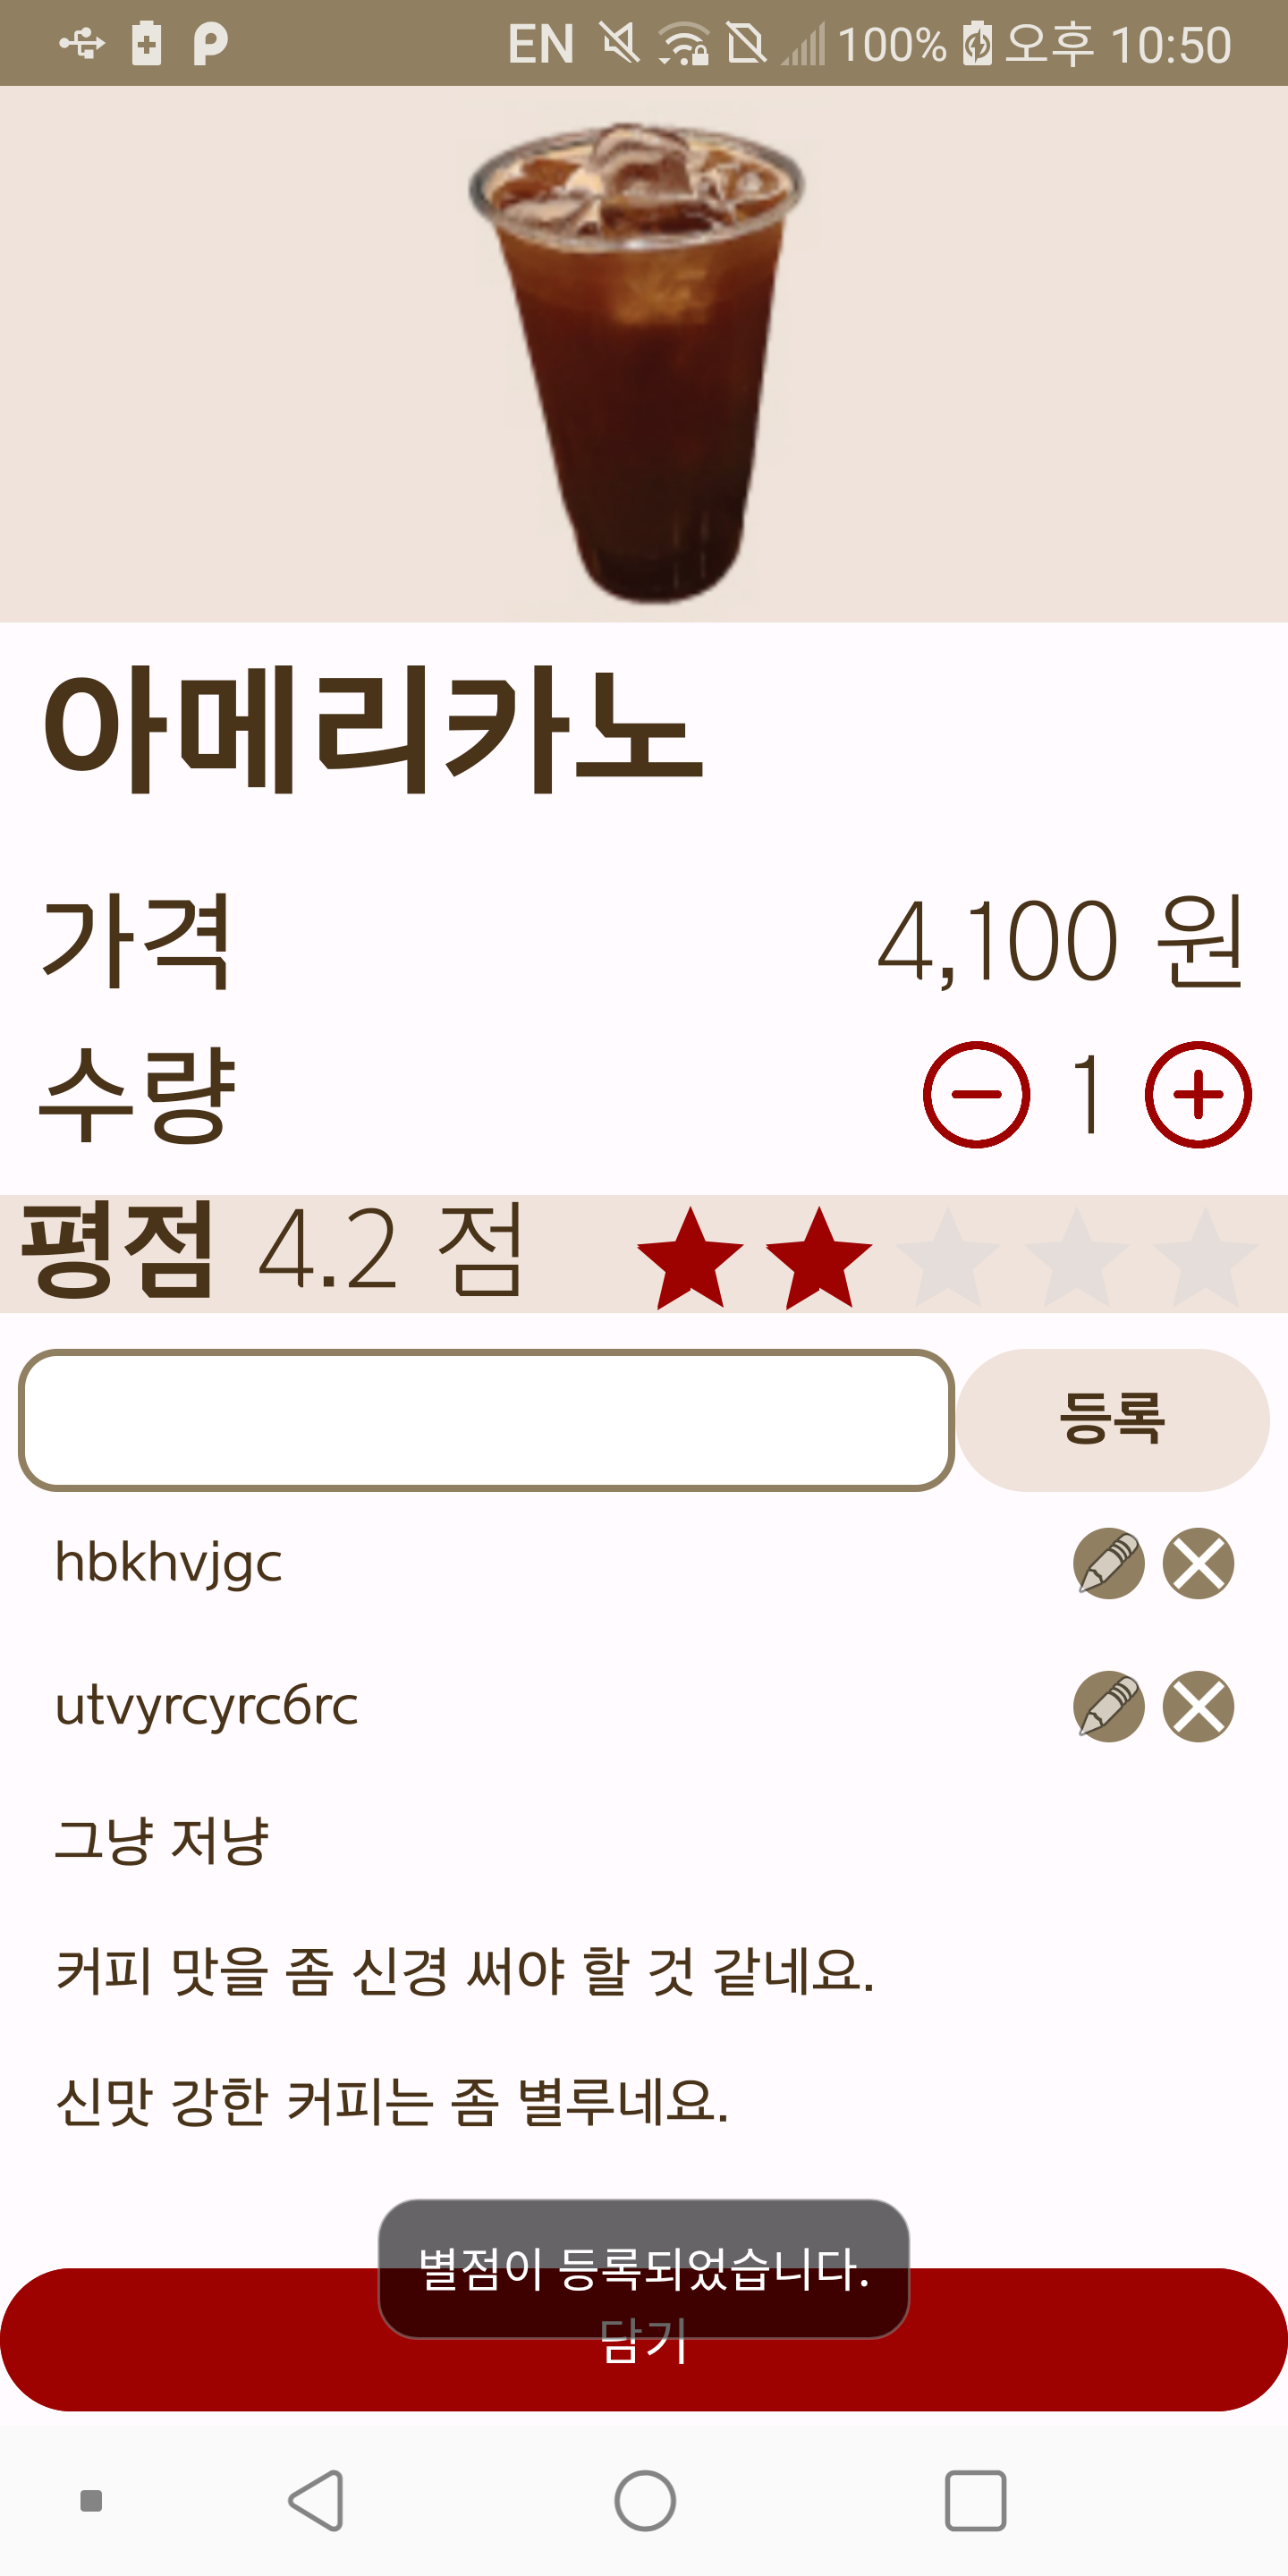 EN 100% 오후 10:50
아메리카노
가격 4,100 원
수량 1
평점 4.2 점
등록
hbkhvjgc
utvyrcyrc6rc
그냥 저냥
커피 맛을 좀 신경 써야 할 것 같네요.
신맛 강한 커피는 좀 별루네요.
별점이 등록되었습니다.
담기